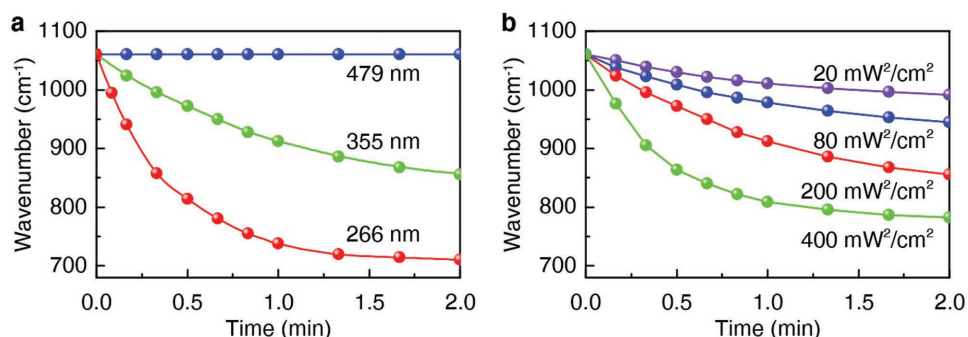 a
1100
1000
900
800
700
Wavenumber (cm⁻¹)
479 nm
355 nm
266 nm
0.0 0.5 1.0 1.5 2.0
Time (min)
b
1100
1000
900
800
700
Wavenumber (cm⁻¹)
20 mW²/cm²
80 mW²/cm²
200 mW²/cm²
400 mW²/cm²
0.0 0.5 1.0 1.5 2.0
Time (min)